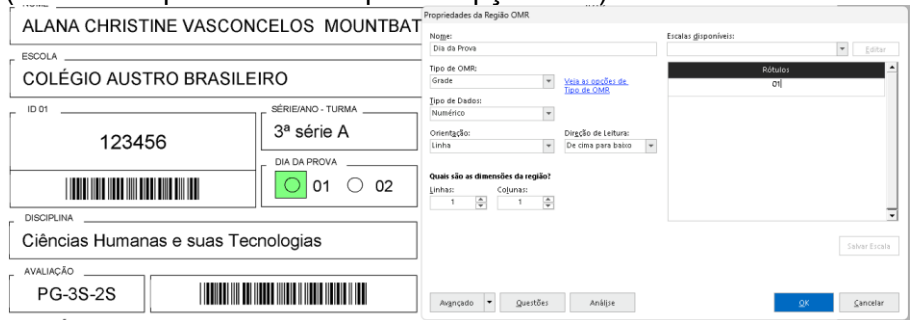 ALANA CHRISTINE VASCONCELOS MOUNTBAT
ESCOLA
COLÉGIO AUSTRO BRASILEIRO
ID 01
123456
SÉRIE/ANO - TURMA
3ª série A
DIA DA PROVA
01 02
DISCIPLINA
Ciências Humanas e suas Tecnologias
AVALIAÇÃO
PG-3S-2S
Propriedades da Região OMR
Nome:
Dia da Prova
Tipo de OMR:
Grade
Veja as opções de
Tipo de OMR
Tipo de Dados:
Numérico
Orientação:
Linha
Direção de Leitura:
De cima para baixo
Quais são as dimensões da região?
Linhas:
Colunas:
1
1
Escalas disponíveis:
Editar
Rótulos
01
Salvar Escala
Avançado
Questões
Análise
OK
Cancelar